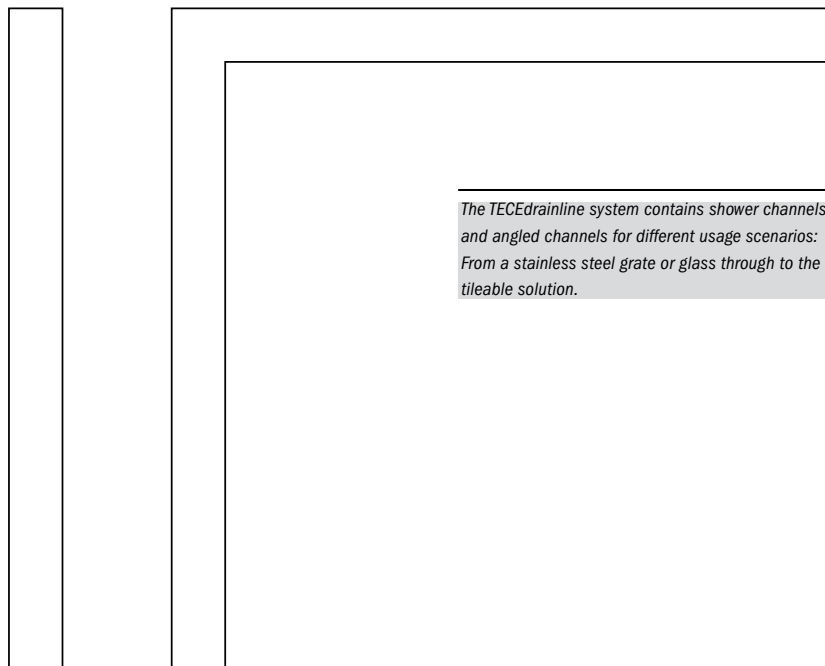 The TECEdrainline system contains shower channels
and angled channels for different usage scenarios:
From a stainless steel grate or glass through to the
tileable solution.